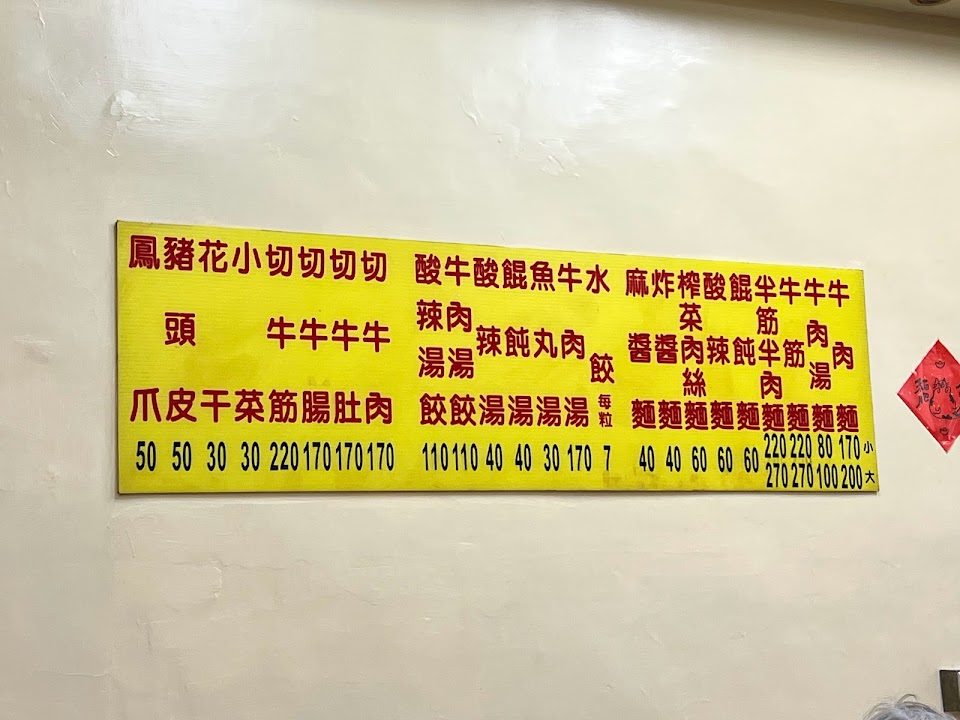 小 大
牛肉麵 170 200
牛肉湯麵 80 100
牛筋麵 220 270
半筋半肉麵 220 270
餛飩麵 60
酸辣麵 60
榨菜肉絲麵 60
炸醬麵 40
麻醬麵 40
水餃 每粒 7
牛肉湯 170
魚丸湯 30
餛飩湯 40
酸辣湯 40
牛肉湯餃 110
酸辣湯餃 110
切牛肉 170
切牛肚 170
切牛腸 170
切牛筋 220
小菜 30
花干 30
豬頭皮 50
鳳爪 50